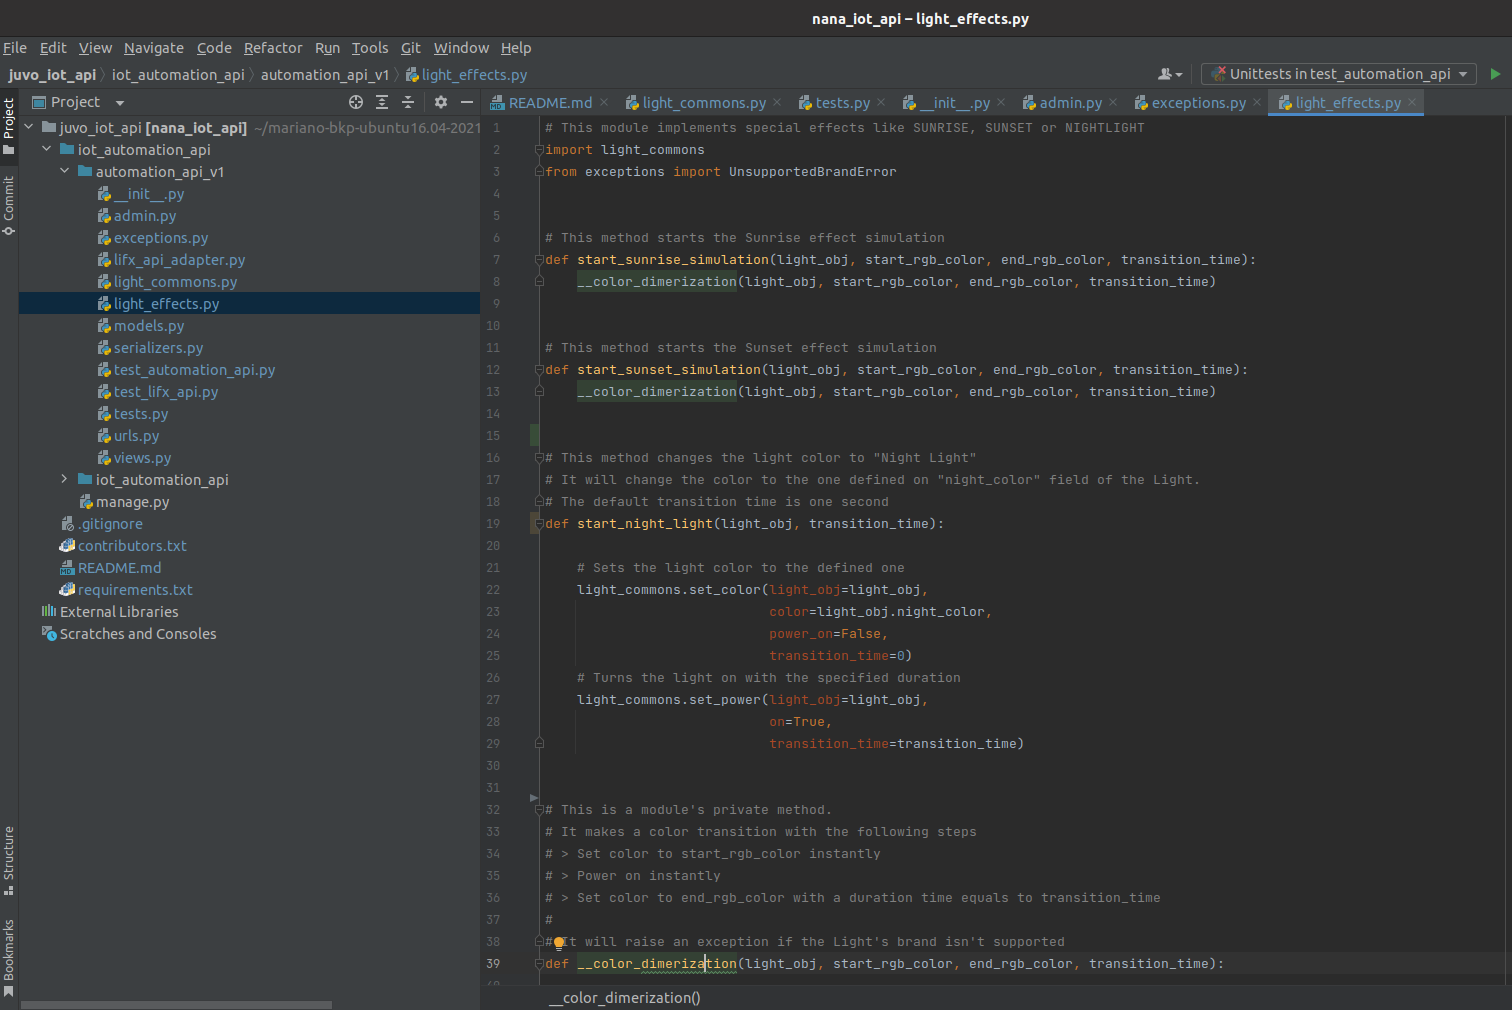 nana_iot_api – light_effects.py
File Edit View Navigate Code Refactor Run Tools Git Window Help
juvo_iot_api iot_automation_api automation_api_v1 light_effects.py
Unittests in test_automation_api
Project
README.md light_commons.py tests.py __init__.py admin.py exceptions.py light_effects.py
Project
Commit
Structure
Bookmarks
juvo_iot_api [nana_iot_api] ~/mariano-bkp-ubuntu16.04-2021
iot_automation_api
automation_api_v1
__init__.py
admin.py
exceptions.py
lifx_api_adapter.py
light_commons.py
light_effects.py
models.py
serializers.py
test_automation_api.py
test_lifx_api.py
tests.py
urls.py
views.py
iot_automation_api
manage.py
.gitignore
contributors.txt
README.md
requirements.txt
External Libraries
Scratches and Consoles
1 # This module implements special effects like SUNRISE, SUNSET or NIGHTLIGHT
2 import light_commons
3 from exceptions import UnsupportedBrandError
4
5
6 # This method starts the Sunrise effect simulation
7 def start_sunrise_simulation(light_obj, start_rgb_color, end_rgb_color, transition_time):
8 __color_dimerization(light_obj, start_rgb_color, end_rgb_color, transition_time)
9
10
11 # This method starts the Sunset effect simulation
12 def start_sunset_simulation(light_obj, start_rgb_color, end_rgb_color, transition_time):
13 __color_dimerization(light_obj, start_rgb_color, end_rgb_color, transition_time)
14
15
16 # This method changes the light color to "Night Light"
17 # It will change the color to the one defined on "night_color" field of the Light.
18 # The default transition time is one second
19 def start_night_light(light_obj, transition_time):
20
21 # Sets the light color to the defined one
22 light_commons.set_color(light_obj=light_obj,
23 color=light_obj.night_color,
24 power_on=False,
25 transition_time=0)
26 # Turns the light on with the specified duration
27 light_commons.set_power(light_obj=light_obj,
28 on=True,
29 transition_time=transition_time)
30
31
32 # This is a module's private method.
33 # It makes a color transition with the following steps
34 # > Set color to start_rgb_color instantly
35 # > Power on instantly
36 # > Set color to end_rgb_color with a duration time equals to transition_time
37 #
38 # It will raise an exception if the Light's brand isn't supported
39 def __color_dimerization(light_obj, start_rgb_color, end_rgb_color, transition_time):
__color_dimerization()